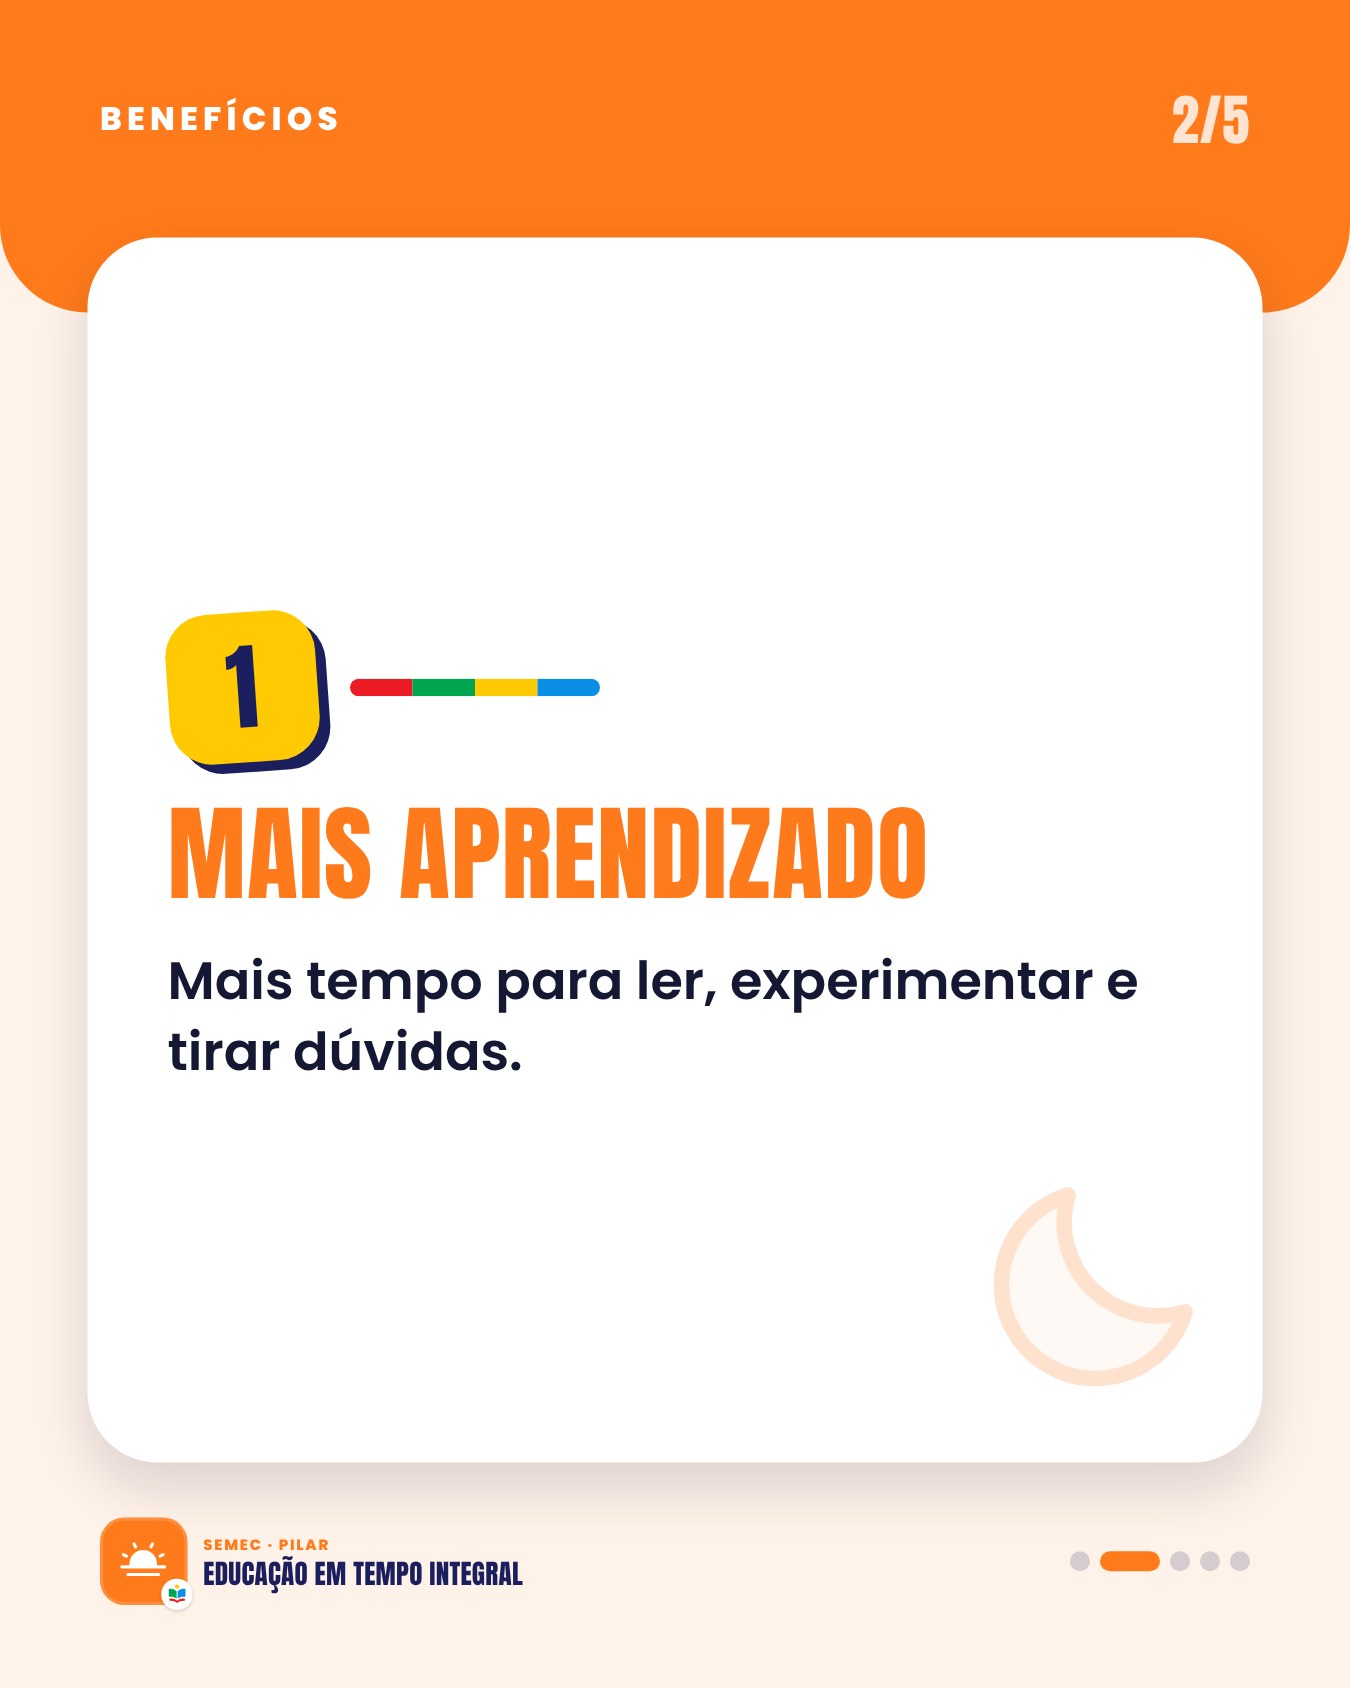 BENEFÍCIOS
2/5
1
MAIS APRENDIZADO
Mais tempo para ler, experimentar e
tirar dúvidas.
SEMEC · PILAR
EDUCAÇÃO EM TEMPO INTEGRAL